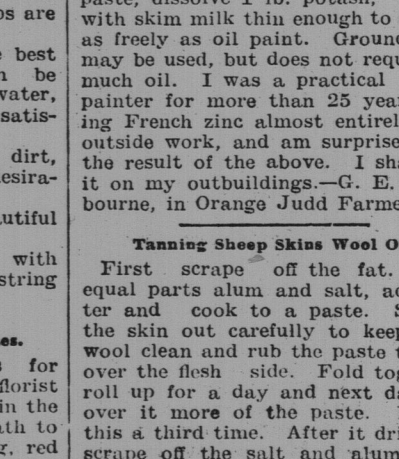 os are
best
be
water,
satis-
dirt,
desira-
autiful
with
string
es.
for
florist
in the
ath to
red
paste, dissolve 1 lb. potash,
with skim milk thin enough to
as freely as oil paint. Groun
may be used, but does not requ
much oil. I was a practical
painter for more than 25 yea
ing French zinc almost entirel
outside work, and am surprise
the result of the above. I sha
it on my outbuildings.—G. E.
bourne, in Orange Judd Farme
Tanning Sheep Skins Wool O
First scrape off the fat.
equal parts alum and salt, ad
ter and cook to a paste. S
the skin out carefully to keep
wool clean and rub the paste t
over the flesh side. Fold tog
roll up for a day and next da
over it more of the paste.
this a third time. After it dri
scrape off the salt and alum